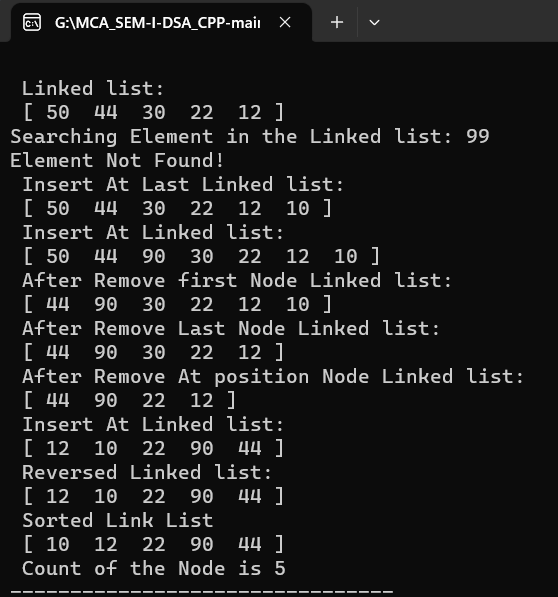 G:\MCA_SEM-I-DSA_CPP-mair
Linked list:
[ 50  44  30  22  12 ]
Searching Element in the Linked list: 99
Element Not Found!
Insert At Last Linked list:
[ 50  44  30  22  12  10 ]
Insert At Linked list:
[ 50  44  90  30  22  12  10 ]
After Remove first Node Linked list:
[ 44  90  30  22  12  10 ]
After Remove Last Node Linked list:
[ 44  90  30  22  12 ]
After Remove At position Node Linked list:
[ 44  90  22  12 ]
Insert At Linked list:
[ 12  10  22  90  44 ]
Reversed Linked list:
[ 12  10  22  90  44 ]
Sorted Link List
[ 10  12  22  90  44 ]
Count of the Node is 5
--------------------------------